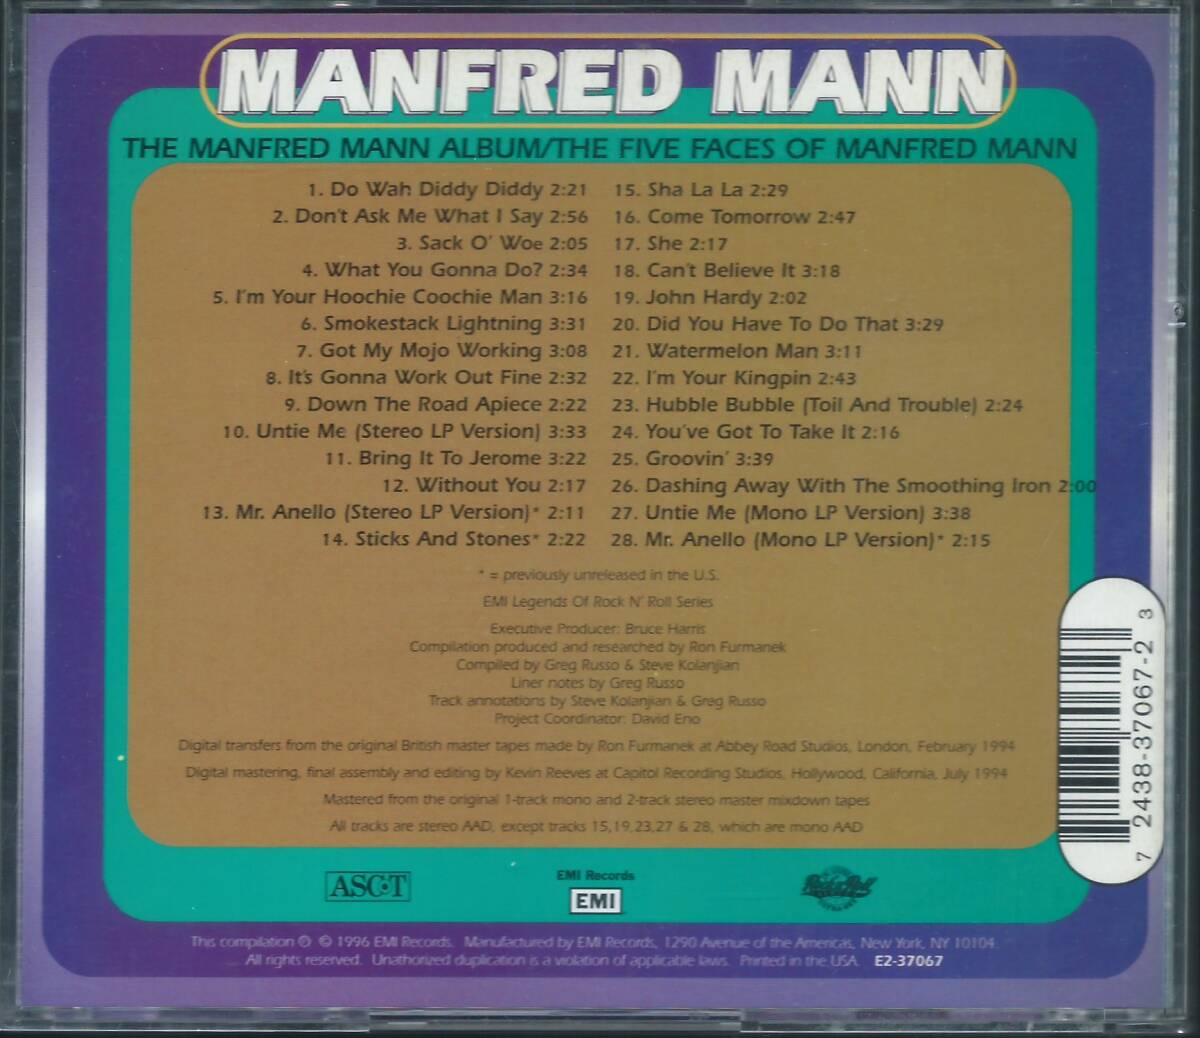 MANFRED MANN
THE MANFRED MANN ALBUM/THE FIVE FACES OF MANFRED MANN
1. Do Wah Diddy Diddy 2:21
2. Don't Ask Me What I Say 2:56
3. Sack O' Woe 2:05
4. What You Gonna Do? 2:34
5. I'm Your Hoochie Coochie Man 3:16
6. Smokestack Lightning 3:31
7. Got My Mojo Working 3:08
8. It's Gonna Work Out Fine 2:32
9. Down The Road Apiece 2:22
10. Untie Me (Stereo LP Version) 3:33
11. Bring It To Jerome 3:22
12. Without You 2:17
13. Mr. Anello (Stereo LP Version)* 2:11
14. Sticks And Stones* 2:22
15. Sha La La 2:29
16. Come Tomorrow 2:47
17. She 2:17
18. Can't Believe It 3:18
19. John Hardy 2:02
20. Did You Have To Do That 3:29
21. Watermelon Man 3:11
22. I'm Your Kingpin 2:43
23. Hubble Bubble (Toil And Trouble) 2:24
24. You've Got To Take It 2:16
25. Groovin' 3:39
26. Dashing Away With The Smoothing Iron 2:00
27. Untie Me (Mono LP Version) 3:38
28. Mr. Anello (Mono LP Version)* 2:15
* = previously unreleased in the U.S.
EMI Legends Of Rock N' Roll Series
Executive Producer: Bruce Harris
Compilation produced and researched by Ron Furmanek
Compiled by Greg Russo & Steve Kolanjian
Liner notes by Greg Russo
Track annotations by Steve Kolanjian & Greg Russo
Project Coordinator: David Eno
Digital transfers from the original British master tapes made by Ron Furmanek at Abbey Road Studios, London, February 1994
Digital mastering, final assembly and editing by Kevin Reeves at Capitol Recording Studios, Hollywood, California, July 1994
Mastered from the original 1-track mono and 2-track stereo master mixdown tapes
All tracks are stereo AAD, except tracks 15,19,23,27 & 28, which are mono AAD
7 2438-37067-2 3
ASCOT
EMI Records
EMI
Rock n Roll
This compilation ℗ © 1996 EMI Records. Manufactured by EMI Records, 1290 Avenue of the Americas, New York, NY 10104.
All rights reserved. Unathorized duplication is a violation of applicable laws. Printed in the USA. E2-37067